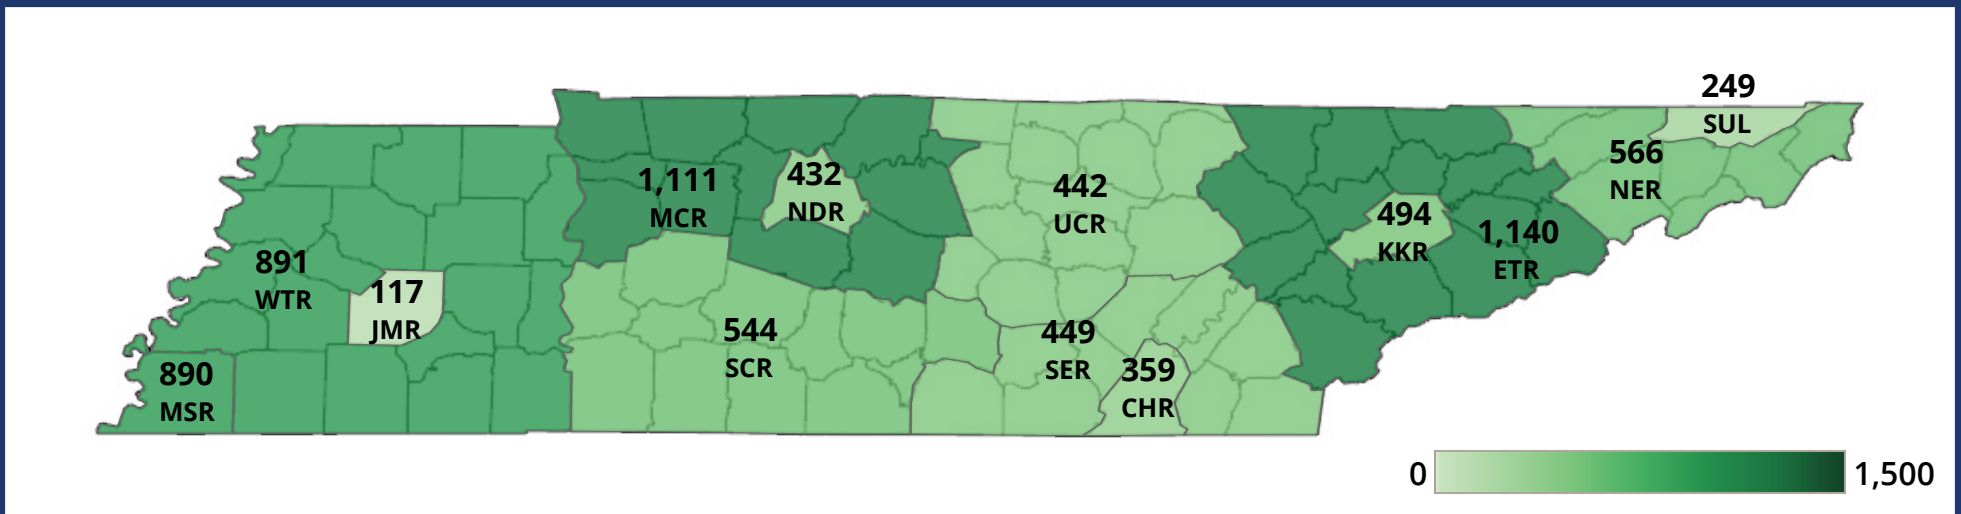 249
SUL
566
NER
1,111
MCR
432
NDR
442
UCR
494
KKR
1,140
ETR
891
WTR
117
JMR
544
SCR
449
SER
890
MSR
359
CHR
0
1,500